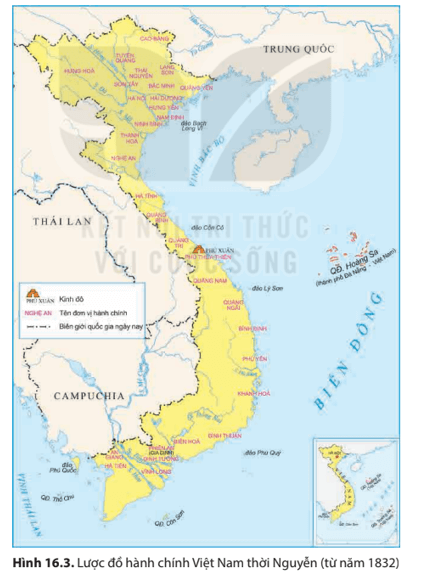 CAO BẰNG
TRUNG QUỐC
TUYÊN
QUANG
LẠNG
SƠN
HƯNG HOÁ
THÁI
NGUYÊN
SƠN TÂY
BẮC NINH
QUẢNG YÊN
HÀ NỘI
HẢI DƯƠNG
HƯNG YÊN
NAM ĐỊNH
NINH BÌNH
đảo Bạch
Long Vĩ
THANH
HOÁ
VỊNH BẮC BỘ
NGHỆ AN
HÀ TĨNH
THÁI LAN
QUẢNG
BÌNH
đảo Cồn Cỏ
KẾT NỐI TRI THỨC
VỚI CUỘC SỐNG
QUẢNG
TRỊ
PHÚ XUÂN
PHỦ THỪA THIÊN
QĐ. Hoàng Sa
(thành phố Đà Nẵng - Việt Nam)
QUẢNG NAM
đảo Lý Sơn
QUẢNG
NGÃI
PHÚ XUÂN Kinh đô
NGHỆ AN Tên đơn vị hành chính
Biên giới quốc gia ngày nay
BÌNH ĐỊNH
BIỂN ĐÔNG
PHÚ YÊN
KHÁNH HOÀ
CAMPUCHIA
BÌNH THUẬN
BIÊN HOÀ
PHIÊN AN
(GIA ĐỊNH)
ĐỊNH TƯỜNG
AN
GIANG
HÀ TIÊN
VĨNH LONG
đảo Phú Quý
đảo
Phú Quốc
QĐ. Thổ Chu
QĐ. Côn Sơn
VỊNH THÁI LAN
Hình 16.3. Lược đồ hành chính Việt Nam thời Nguyễn (từ năm 1832)